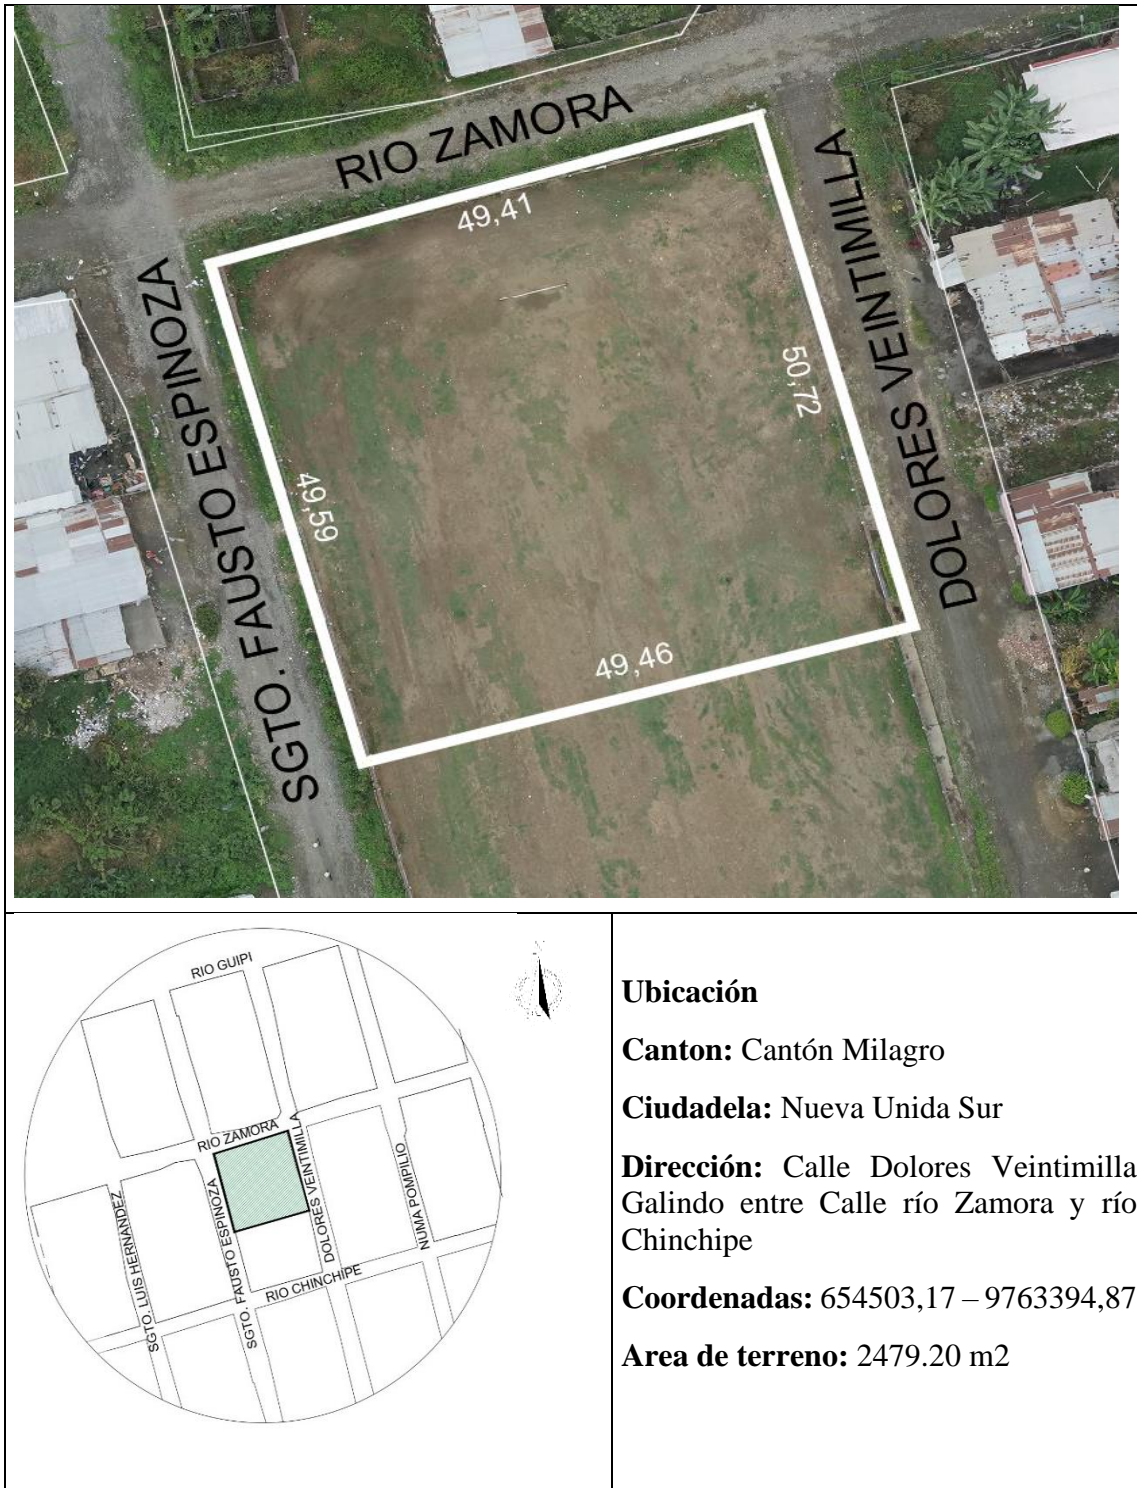 RIO ZAMORA
49,41
SGTO. FAUSTO ESPINOZA
DOLORES VEINTIMILLA
50,72
49,59
49,46
RIO GUIPI
RIO ZAMORA
DOLORES VEINTIMILLA
SGTO. FAUSTO ESPINOZA
SGTO. LUIS HERNANDEZ
NUMA POMPILIO
RIO CHINCHIPE
Ubicación
Canton: Cantón Milagro
Ciudadela: Nueva Unida Sur
Dirección: Calle Dolores Veintimilla
Galindo entre Calle río Zamora y río
Chinchipe
Coordenadas: 654503,17 – 9763394,87
Area de terreno: 2479.20 m2